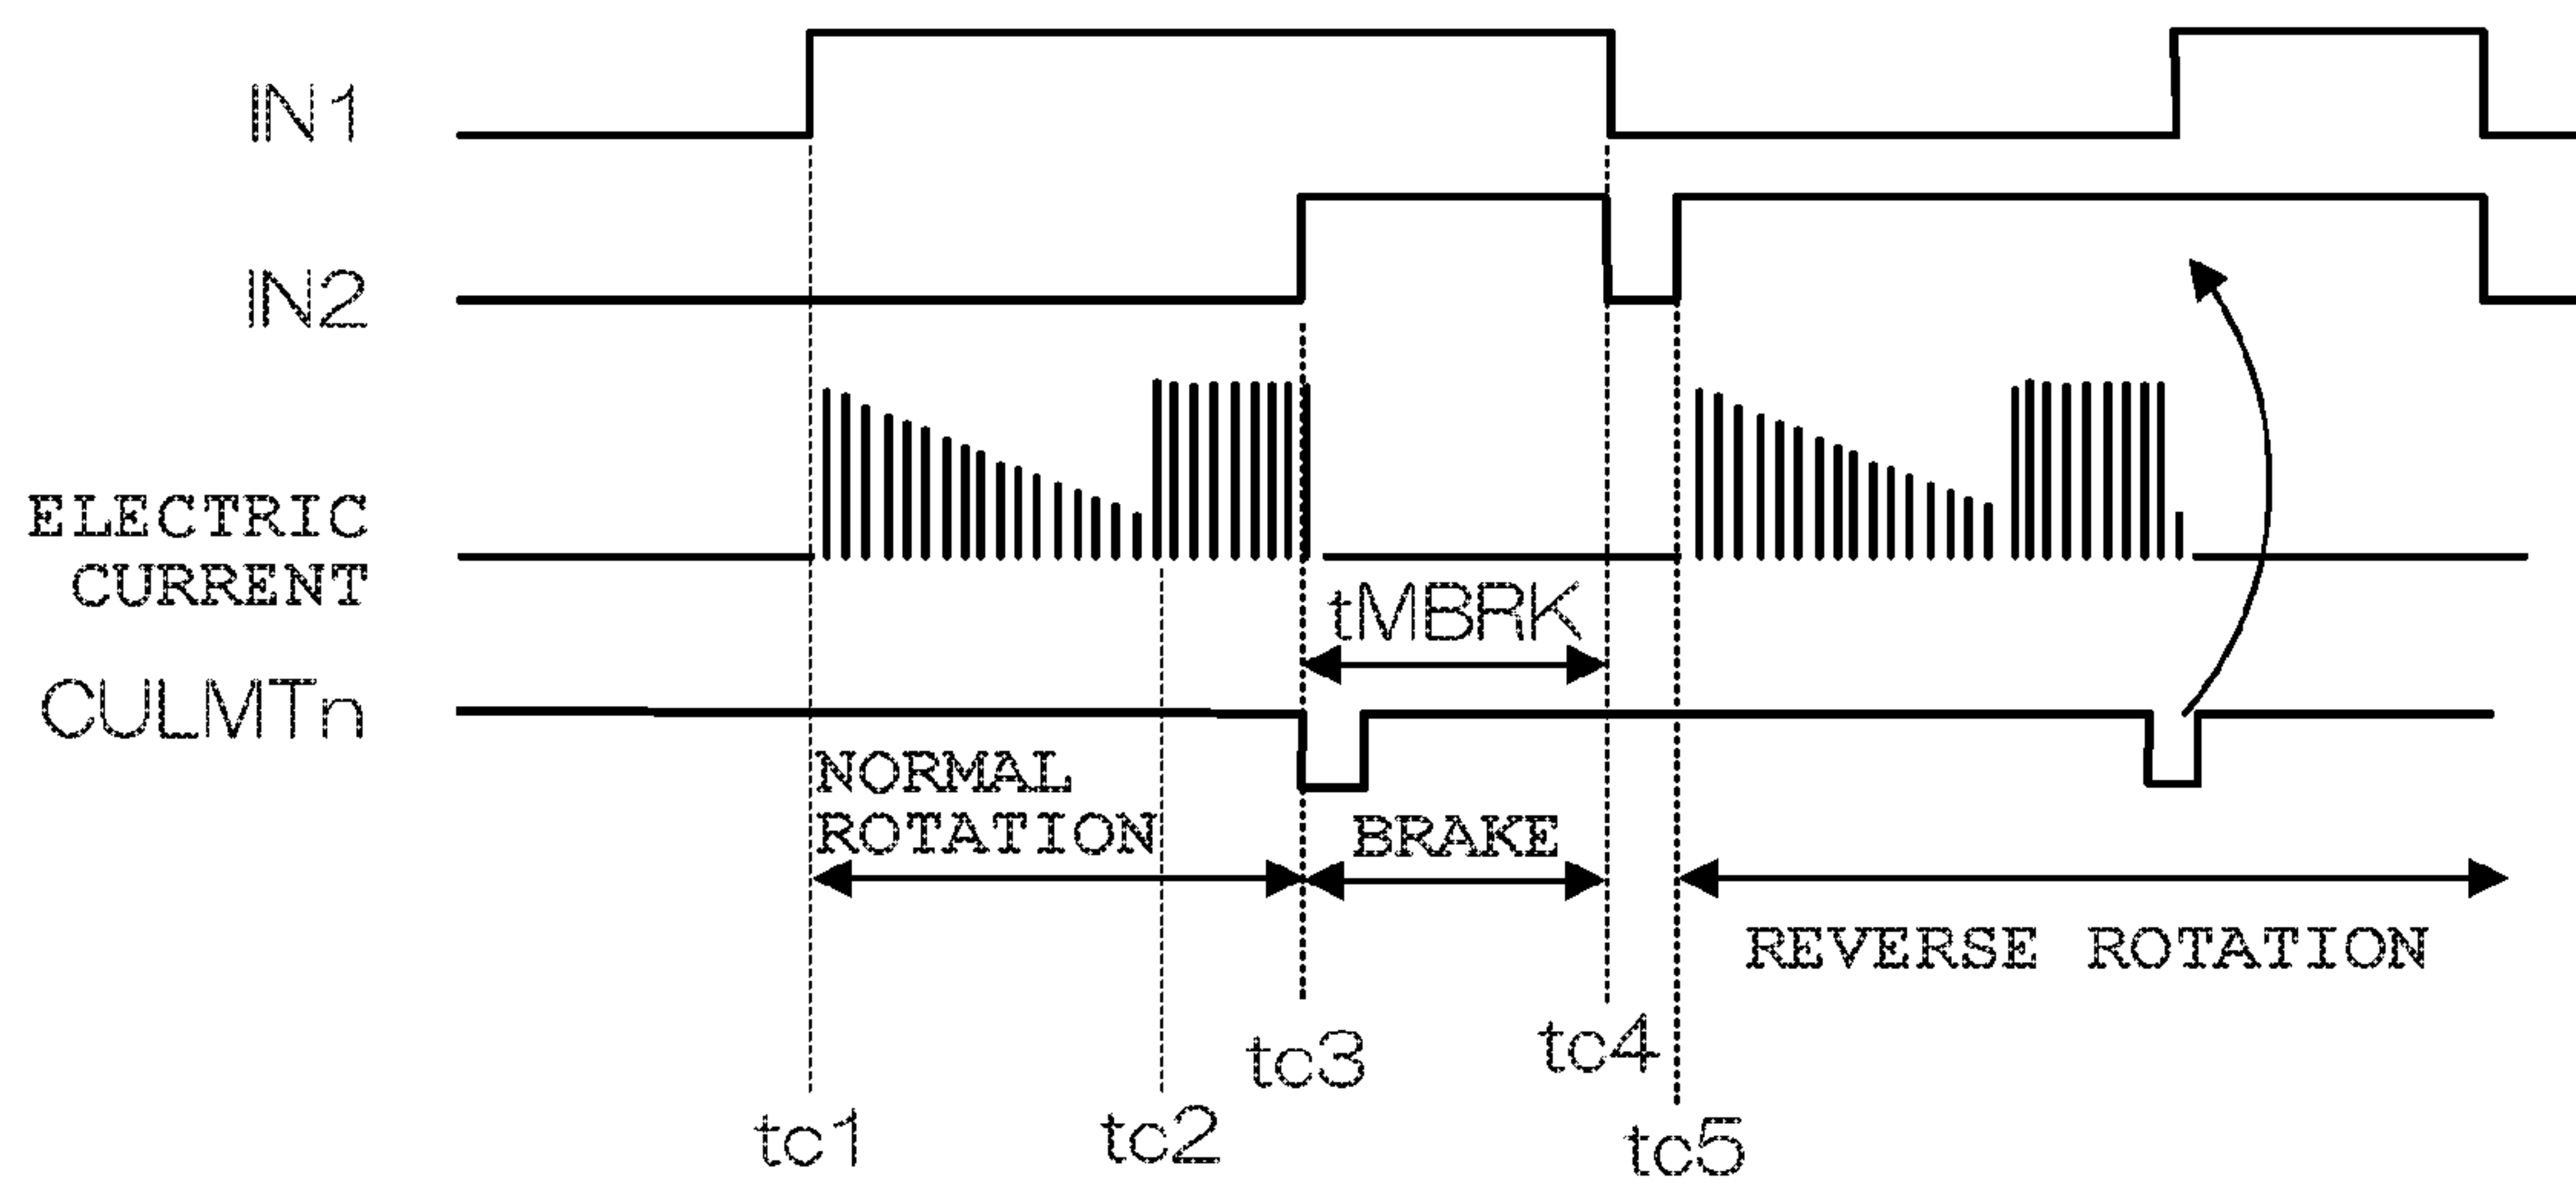 IN1
IN2
ELECTRIC
CURRENT
tMBRK
CULMTn
NORMAL
ROTATION
BRAKE
REVERSE ROTATION
tc1
tc2
tc3
tc4
tc5